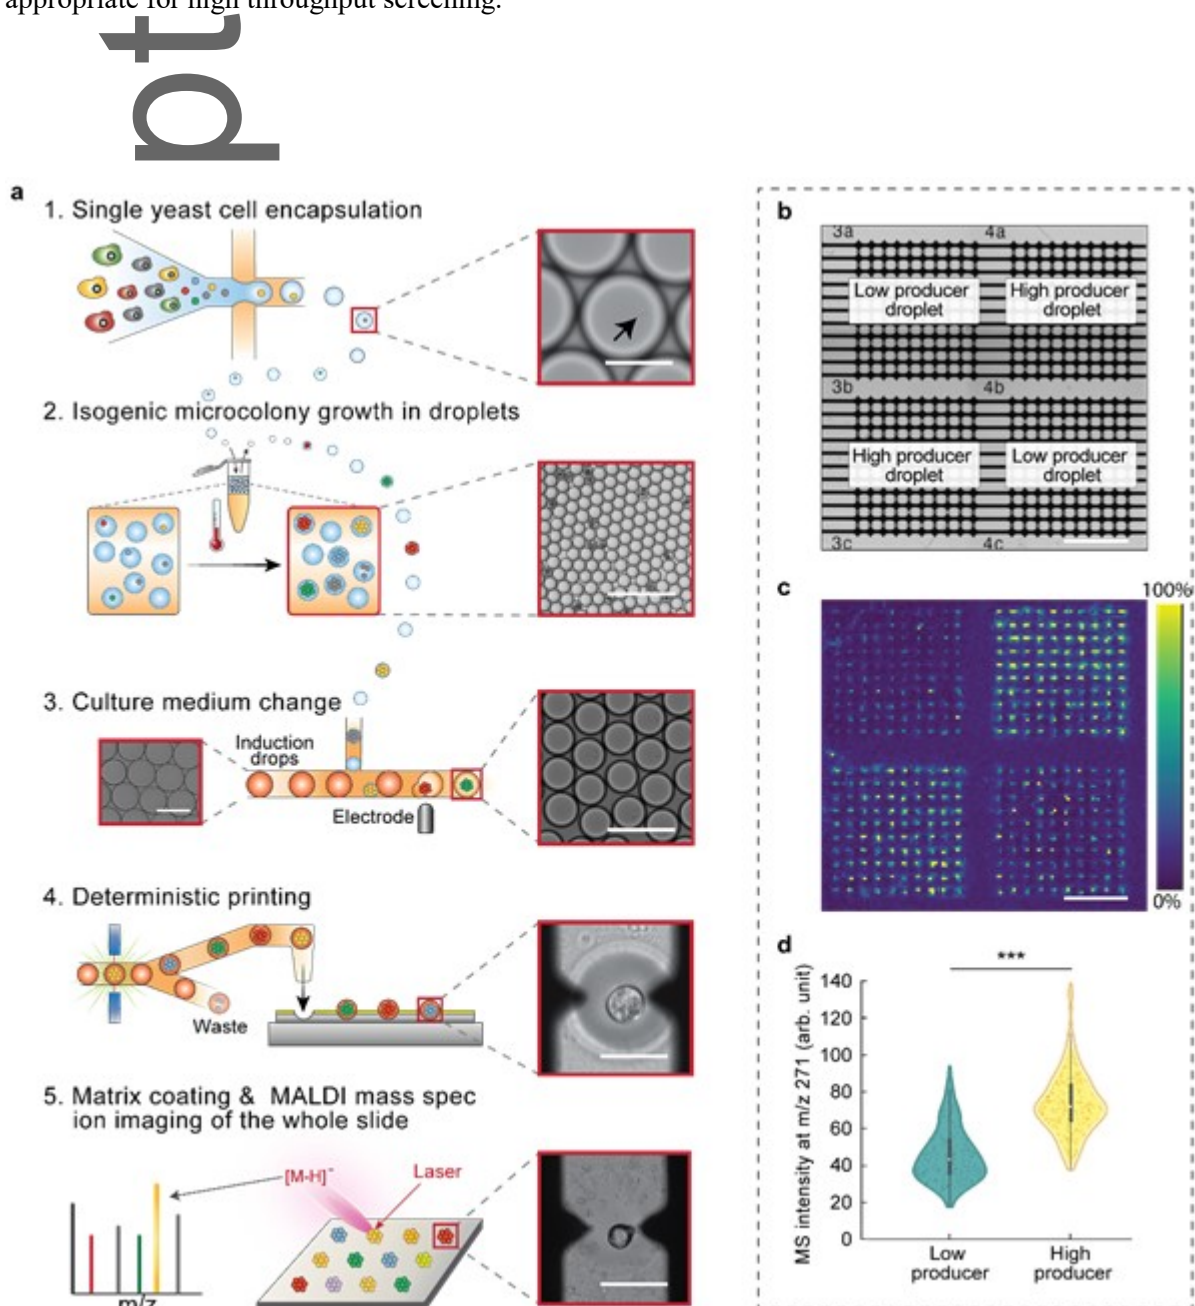 appropriate for high throughput screening.
pt
a
1. Single yeast cell encapsulation
2. Isogenic microcolony growth in droplets
3. Culture medium change
Induction
drops
Electrode
4. Deterministic printing
Waste
5. Matrix coating & MALDI mass spec
ion imaging of the whole slide
[M-H]⁻
Laser
m/z
b
3a
4a
Low producer
droplet
High producer
droplet
3b
4b
High producer
droplet
Low producer
droplet
3c
4c
c
100%
0%
d
MS intensity at m/z 271 (arb. unit)
***
140
120
100
80
60
40
20
0
Low
producer
High
producer